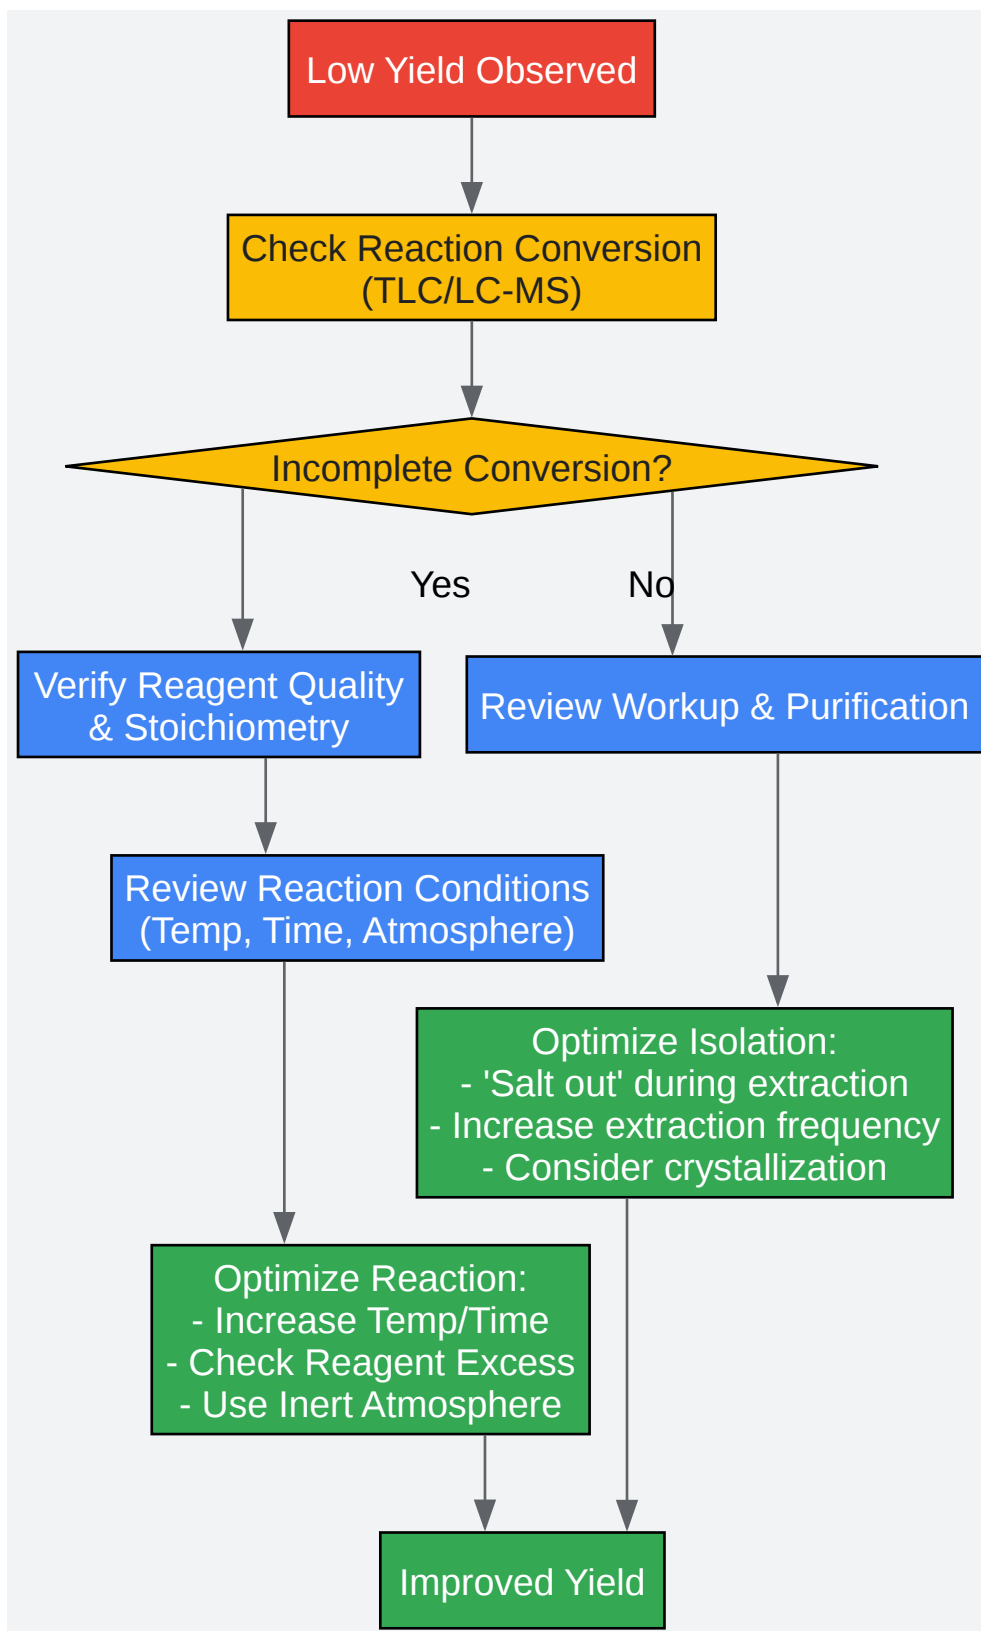 Low Yield Observed
Check Reaction Conversion
(TLC/LC-MS)
Incomplete Conversion?
Yes
No
Verify Reagent Quality
& Stoichiometry
Review Workup & Purification
Review Reaction Conditions
(Temp, Time, Atmosphere)
Optimize Isolation:
- 'Salt out' during extraction
- Increase extraction frequency
- Consider crystallization
Optimize Reaction:
- Increase Temp/Time
- Check Reagent Excess
- Use Inert Atmosphere
Improved Yield